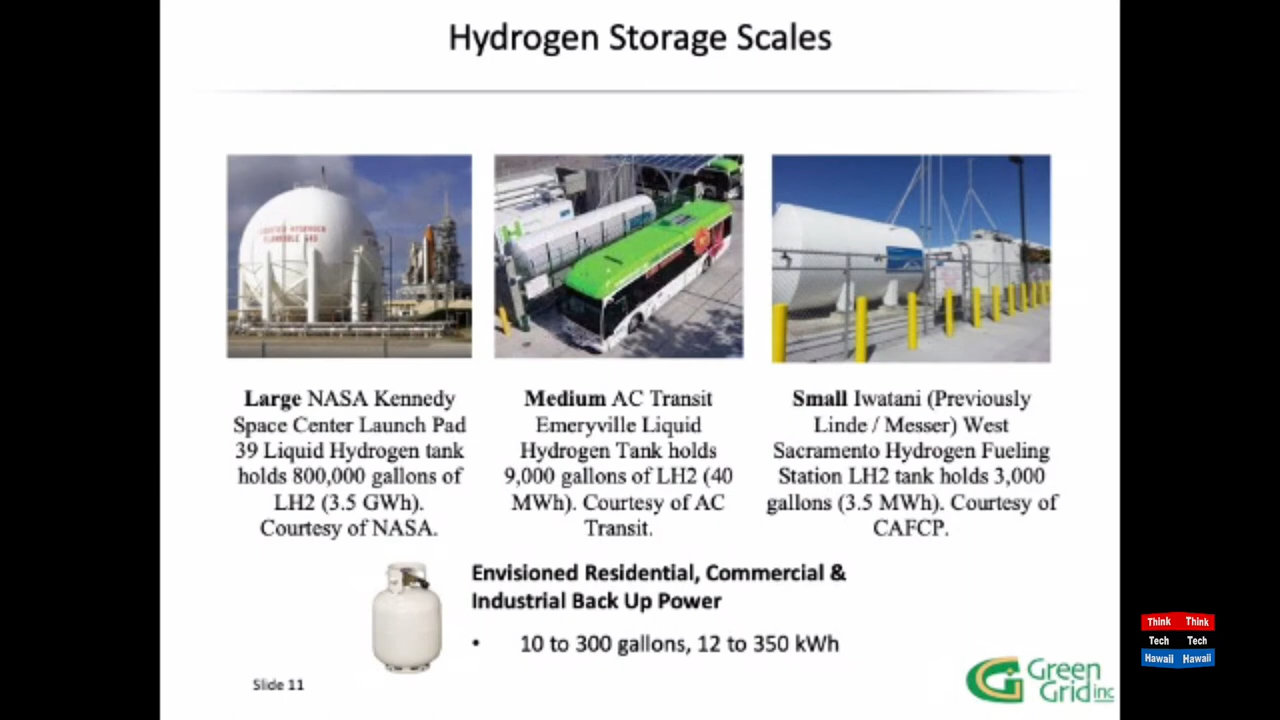 Hydrogen Storage Scales
Large NASA Kennedy
Space Center Launch Pad
39 Liquid Hydrogen tank
holds 800,000 gallons of
LH2 (3.5 GWh).
Courtesy of NASA.
Medium AC Transit
Emeryville Liquid
Hydrogen Tank holds
9,000 gallons of LH2 (40
MWh). Courtesy of AC
Transit.
Small Iwatani (Previously
Linde / Messer) West
Sacramento Hydrogen Fueling
Station LH2 tank holds 3,000
gallons (3.5 MWh). Courtesy of
CAFCP.
Envisioned Residential, Commercial &
Industrial Back Up Power
• 10 to 300 gallons, 12 to 350 kWh
Slide 11
Green
Grid inc
Think Think
Tech Tech
Hawaii Hawaii